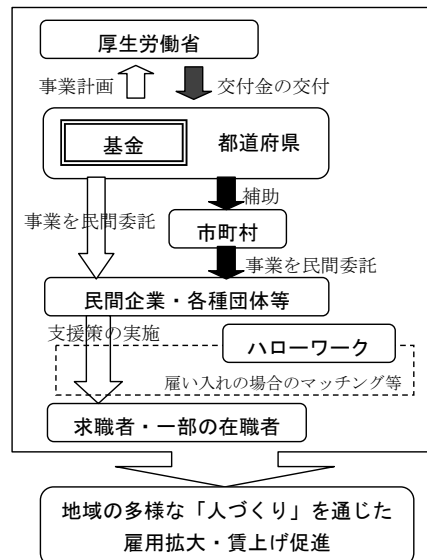 厚生労働省
事業計画
交付金の交付
基金
都道府県
補助
事業を民間委託
市町村
事業を民間委託
民間企業・各種団体等
支援策の実施
ハローワーク
雇い入れの場合のマッチング等
求職者・一部の在職者
地域の多様な「人づくり」を通じた
雇用拡大・賃上げ促進